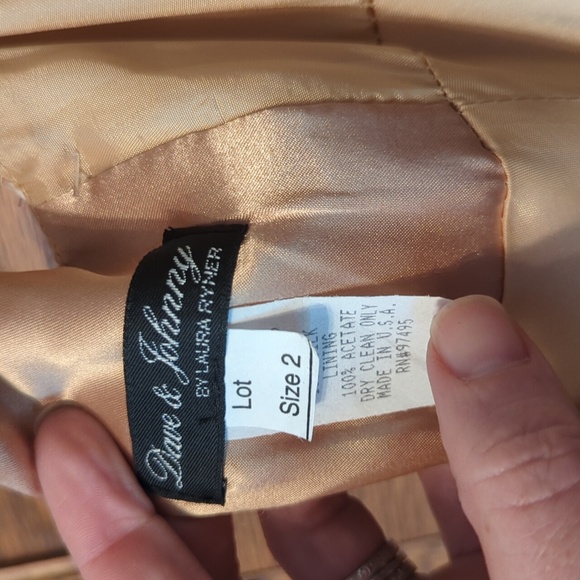 Dave & Johnny
BY LAURA RYNER
Lot
Size 2
LINING
100% ACETATE
DRY CLEAN ONLY
MADE IN U.S.A.
RN#97495